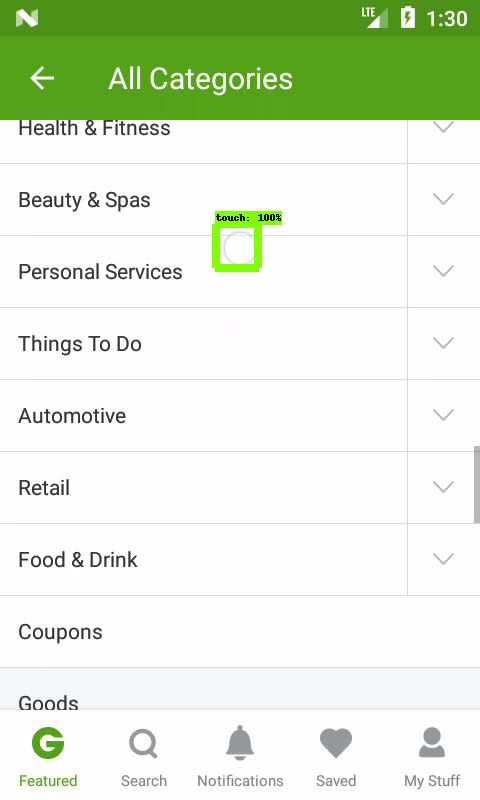 LTE
1:30
All Categories
Health & Fitness
Beauty & Spas
touch: 100%
Personal Services
Things To Do
Automotive
Retail
Food & Drink
Coupons
Goods
Featured
Search
Notifications
Saved
My Stuff